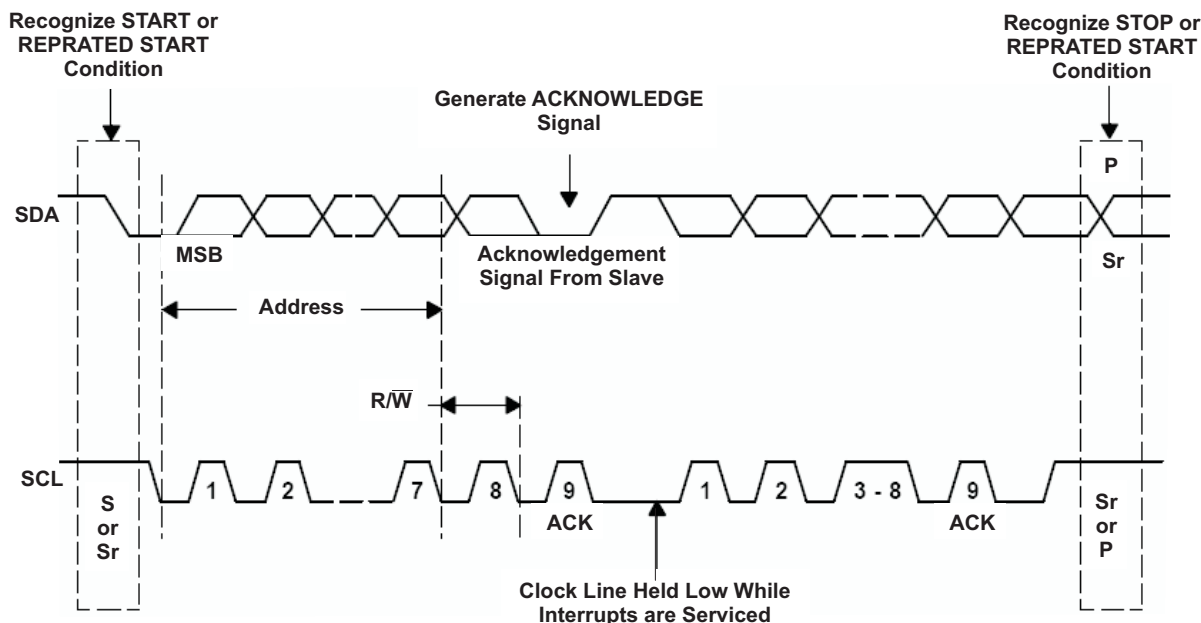 Recognize START or
REPRATED START
Condition
Recognize STOP or
REPRATED START
Condition
Generate ACKNOWLEDGE
Signal
P
SDA
MSB
Acknowledgement
Signal From Slave
Sr
Address
R/W̅
SCL
1
2
7
8
9
1
2
3 - 8
9
S
or
Sr
ACK
ACK
Sr
or
P
Clock Line Held Low While
Interrupts are Serviced